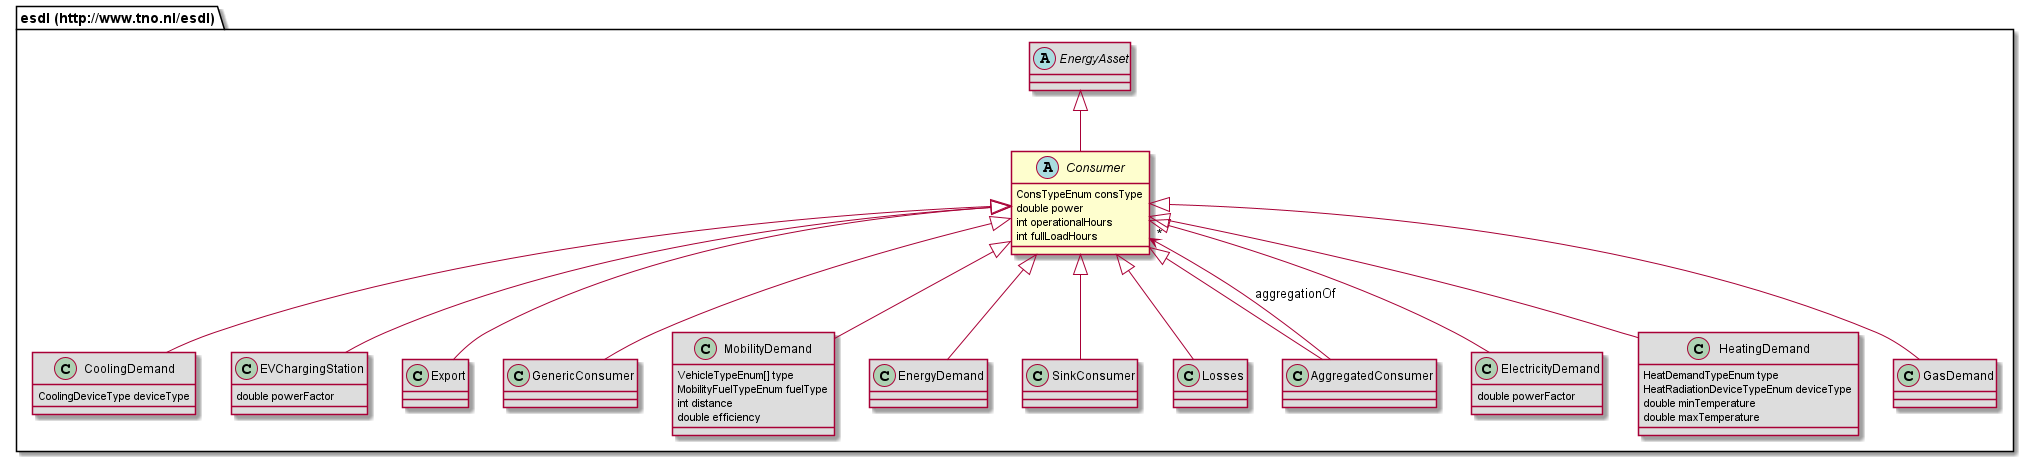 esdl (http://www.tno.nl/esdl)
A EnergyAsset
A Consumer
ConsTypeEnum consType
double power
int operationalHours
int fullLoadHours
*
aggregationOf
C CoolingDemand
CoolingDeviceType deviceType
C EVChargingStation
double powerFactor
C Export
C GenericConsumer
C MobilityDemand
VehicleTypeEnum[] type
MobilityFuelTypeEnum fuelType
int distance
double efficiency
C EnergyDemand
C SinkConsumer
C Losses
C AggregatedConsumer
C ElectricityDemand
double powerFactor
C HeatingDemand
HeatDemandTypeEnum type
HeatRadiationDeviceTypeEnum deviceType
double minTemperature
double maxTemperature
C GasDemand